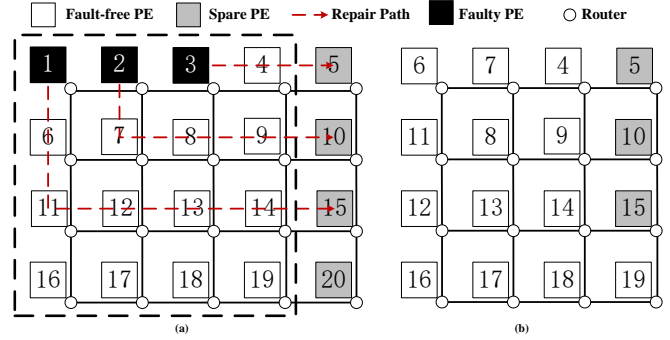 Fault-free PE Spare PE Repair Path Faulty PE Router
1 2 3 4 5 6 7 4 5
6 7 8 9 10 11 8 9 10
11 12 13 14 15 12 13 14 15
16 17 18 19 20 16 17 18 19
(a) (b)